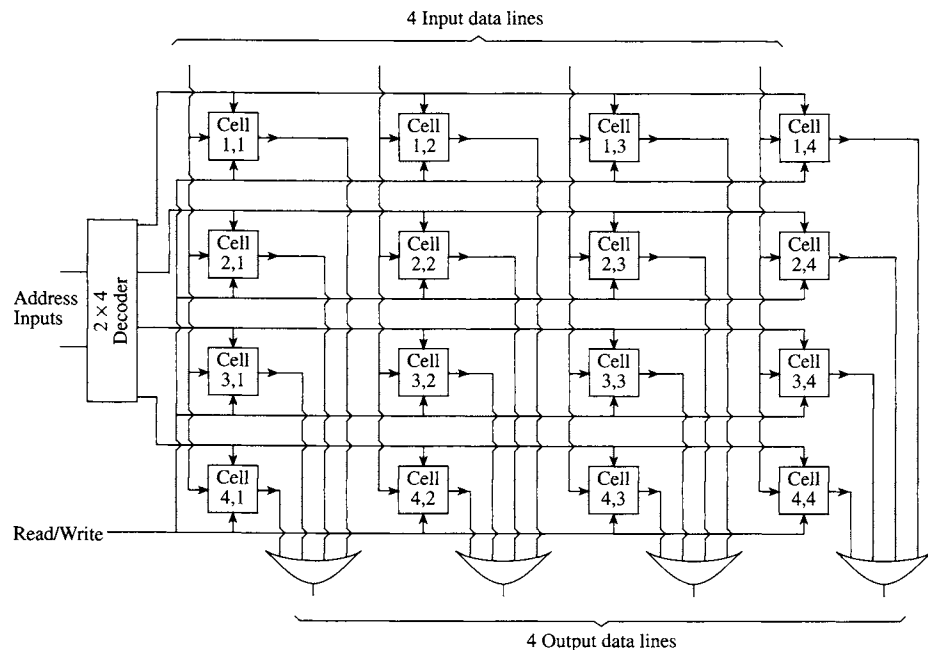 4 Input data lines
Cell
1,1
Cell
1,2
Cell
1,3
Cell
1,4
Cell
2,1
Cell
2,2
Cell
2,3
Cell
2,4
Address
Inputs
2 × 4
Decoder
Cell
3,1
Cell
3,2
Cell
3,3
Cell
3,4
Cell
4,1
Cell
4,2
Cell
4,3
Cell
4,4
Read/Write
4 Output data lines